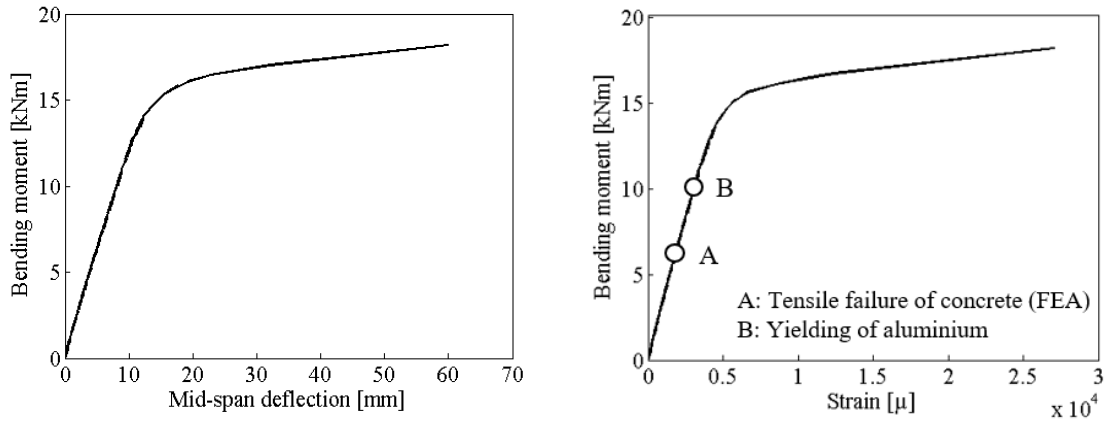 20
15
10
5
0
Bending moment [kNm]
0 10 20 30 40 50 60 70
Mid-span deflection [mm]
20
15
10
5
0
Bending moment [kNm]
B
A
A: Tensile failure of concrete (FEA)
B: Yielding of aluminium
0 0.5 1 1.5 2 2.5 3
Strain [µ]
x 10⁴